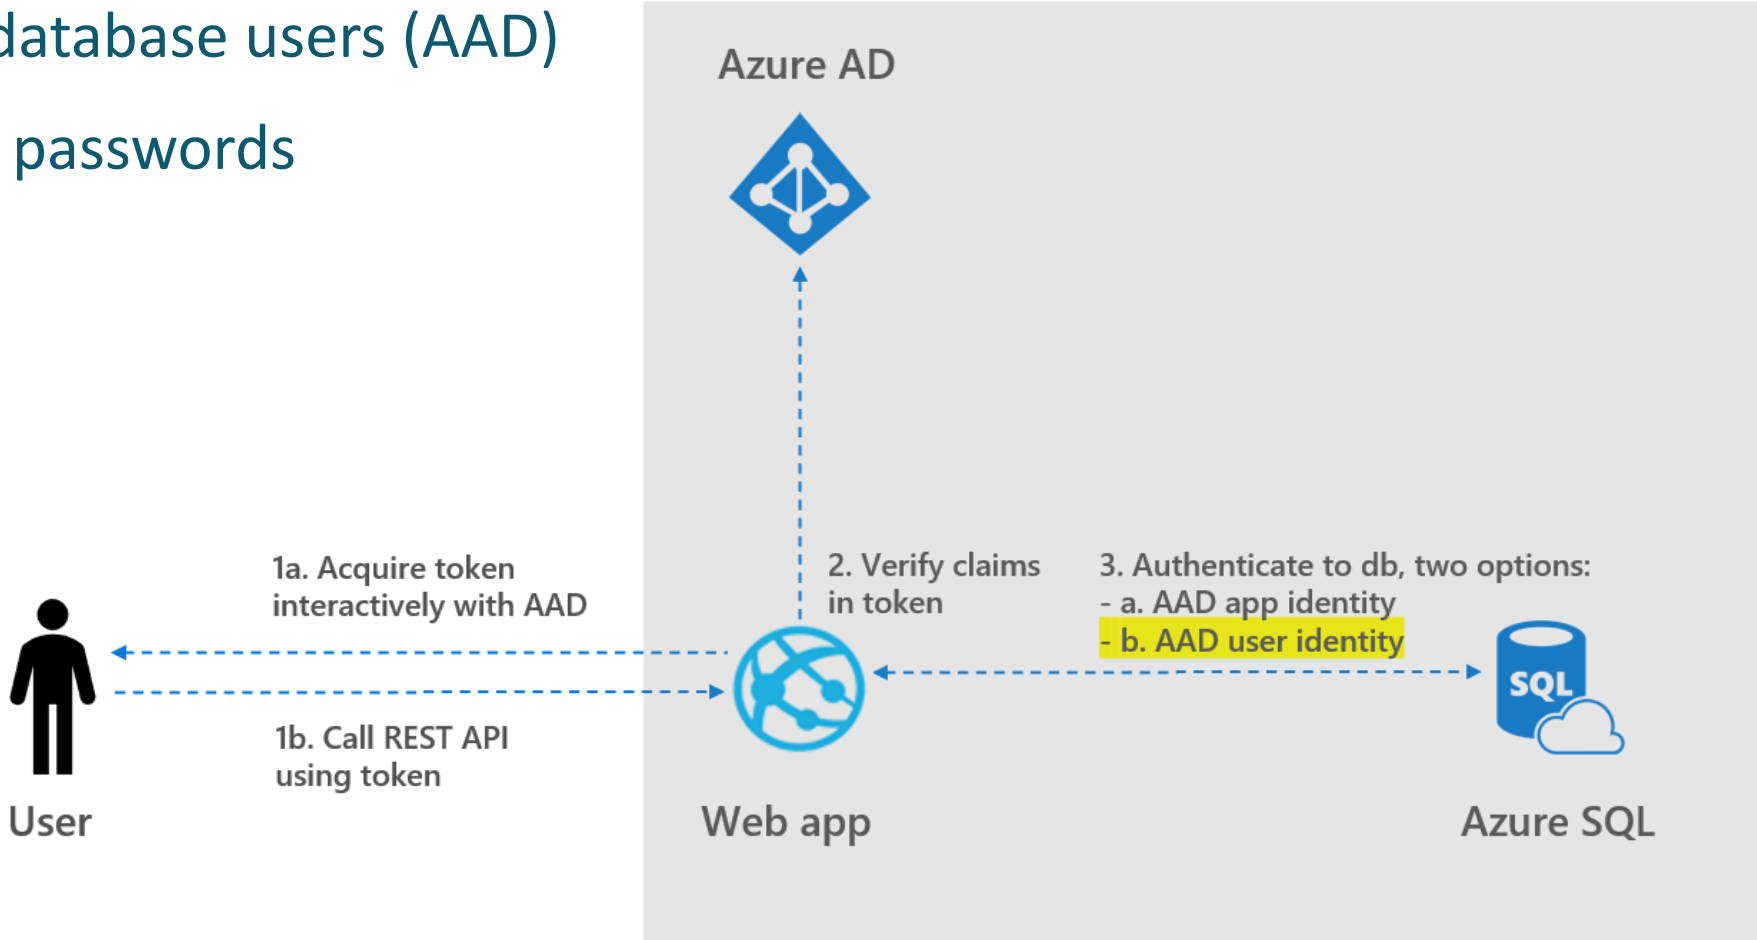 database users (AAD)
passwords
Azure AD
1a. Acquire token
interactively with AAD
2. Verify claims
in token
3. Authenticate to db, two options:
- a. AAD app identity
- b. AAD user identity
SQL
1b. Call REST API
using token
User
Web app
Azure SQL